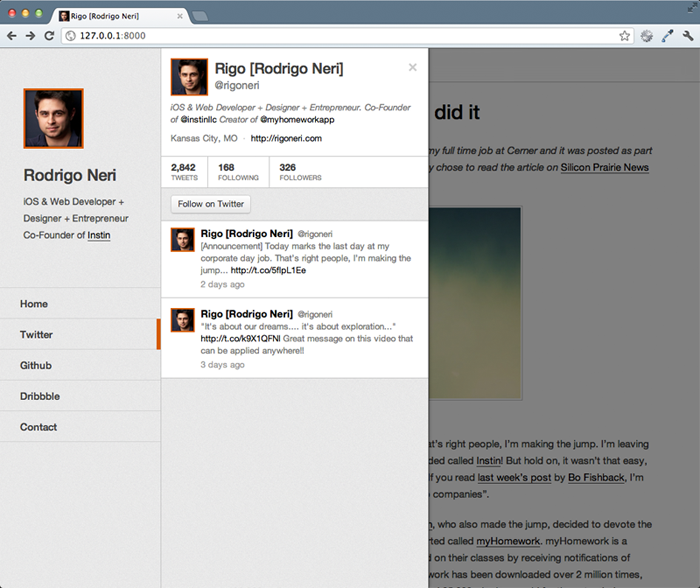 Rigo [Rodrigo Neri]
127.0.0.1:8000
Rodrigo Neri
iOS & Web Developer +
Designer + Entrepreneur
Co-Founder of Instin
Home
Twitter
Github
Dribbble
Contact
Rigo [Rodrigo Neri]
@rigoneri
iOS & Web Developer + Designer + Entrepreneur. Co-Founder
of @instinllc Creator of @myhomeworkapp
Kansas City, MO · http://rigoneri.com
2,842 168 326
TWEETS FOLLOWING FOLLOWERS
Follow on Twitter
Rigo [Rodrigo Neri] @rigoneri
[Announcement] Today marks the last day at my
corporate day job. That's right people, I'm making the
jump... http://t.co/5flpL1Ee
2 days ago
Rigo [Rodrigo Neri] @rigoneri
"It's about our dreams.... it's about exploration..."
http://t.co/k9X1QFNl Great message on this video that
can be applied anywhere!!
3 days ago
did it
my full time job at Cerner and it was posted as part
chose to read the article on Silicon Prairie News
right people, I'm making the jump. I'm leaving
called Instin! But hold on, it wasn't that easy,
If you read last week's post by Bo Fishback, I'm
companies".
, who also made the jump, decided to devote the
called myHomework. myHomework is a
on their classes by receiving notifications of
has been downloaded over 2 million times,